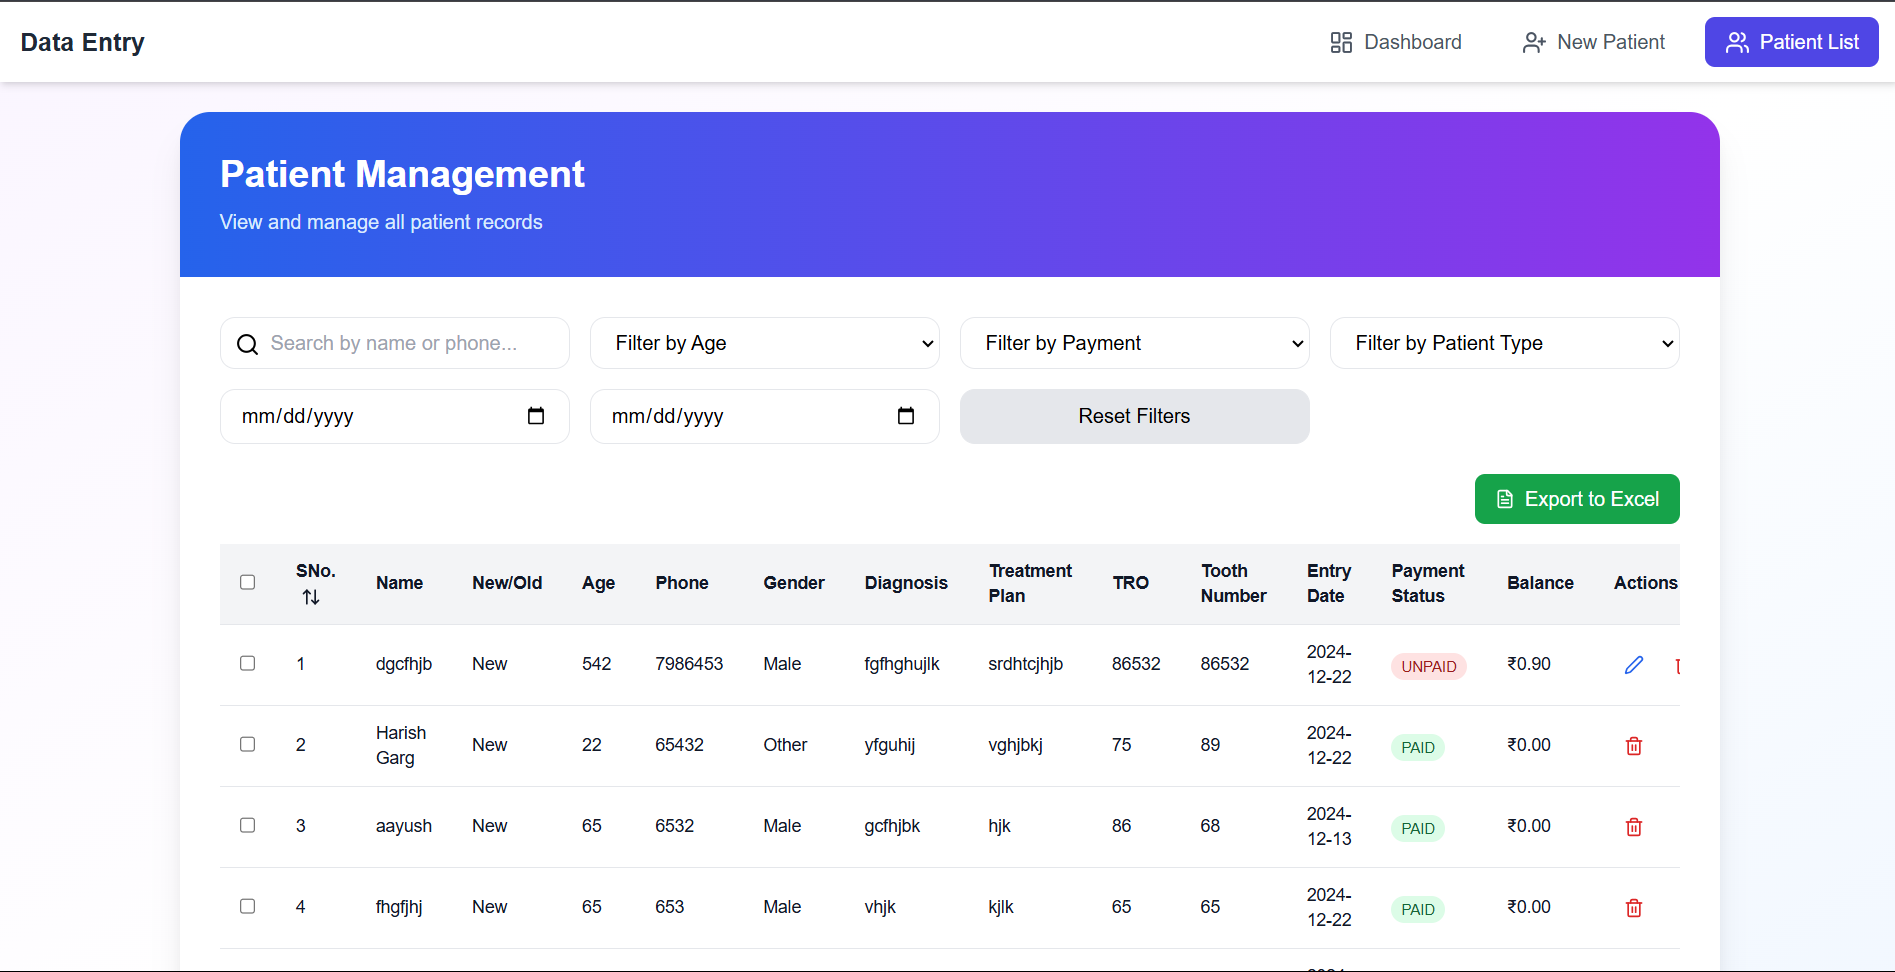 Data Entry
Dashboard
New Patient
Patient List
Patient Management
View and manage all patient records
Search by name or phone...
Filter by Age
Filter by Payment
Filter by Patient Type
mm/dd/yyyy
mm/dd/yyyy
Reset Filters
Export to Excel
SNo. Name New/Old Age Phone Gender Diagnosis Treatment Plan TRO Tooth Number Entry Date Payment Status Balance Actions
1 dgcfhjb New 542 7986453 Male fgfhghujlk srdhtcjhjb 86532 86532 2024-12-22 UNPAID ₹0.90
2 Harish Garg New 22 65432 Other yfguhij vghjbkj 75 89 2024-12-22 PAID ₹0.00
3 aayush New 65 6532 Male gcfhjbk hjk 86 68 2024-12-13 PAID ₹0.00
4 fhgfjhj New 65 653 Male vhjk kjlk 65 65 2024-12-22 PAID ₹0.00